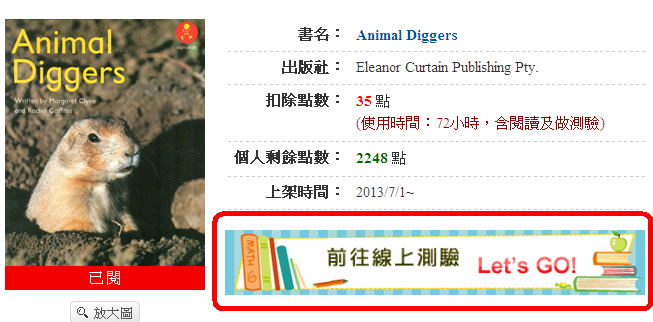 Animal
Diggers
Written by Margaret Clyne
and Rachel Griffiths
alphakids
已閱
放大圖
書名： Animal Diggers
出版社： Eleanor Curtain Publishing Pty.
扣除點數： 35 點
(使用時間：72小時，含閱讀及做測驗)
個人剩餘點數： 2248 點
上架時間： 2013/7/1~
MATH
前往線上測驗 Let's GO!